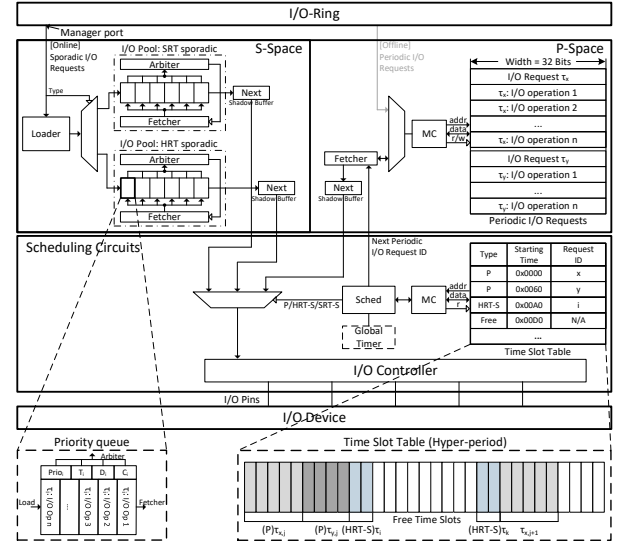 I/O-Ring
Manager port
[Online]
Sporadic I/O
Requests
I/O Pool: SRT sporadic
S-Space
Arbiter
Type
Loader
Fetcher
Next
Shadow Buffer
I/O Pool: HRT sporadic
Arbiter
Fetcher
Next
Shadow Buffer
[Offline]
Periodic I/O
Requests
P-Space
Width = 32 Bits
I/O Request τx
τx: I/O operation 1
τx: I/O operation 2
...
τx: I/O operation n
I/O Request τy
τy: I/O operation 1
...
τy: I/O operation n
Periodic I/O Requests
MC
addr
data
r/w
Fetcher
Next
Shadow Buffer
Scheduling Circuits
Next Periodic
I/O Request ID
P/HRT-S/SRT-S
Sched
MC
addr
data
r
Global
Timer
Type Starting Time Request ID
P 0x0000 x
P 0x0060 y
HRT-S 0x00A0 i
Free 0x00D0 N/A
...
Time Slot Table
I/O Controller
I/O Pins
I/O Device
Priority queue
Arbiter
Prioi Ti Di Ci
Load
τi: I/O Op n
...
τi: I/O Op 3
τi: I/O Op 2
τi: I/O Op 1
Fetcher
Time Slot Table (Hyper-period)
Free Time Slots
(P)τx,j (P)τy,j (HRT-S)τi (HRT-S)τk τx,j+1